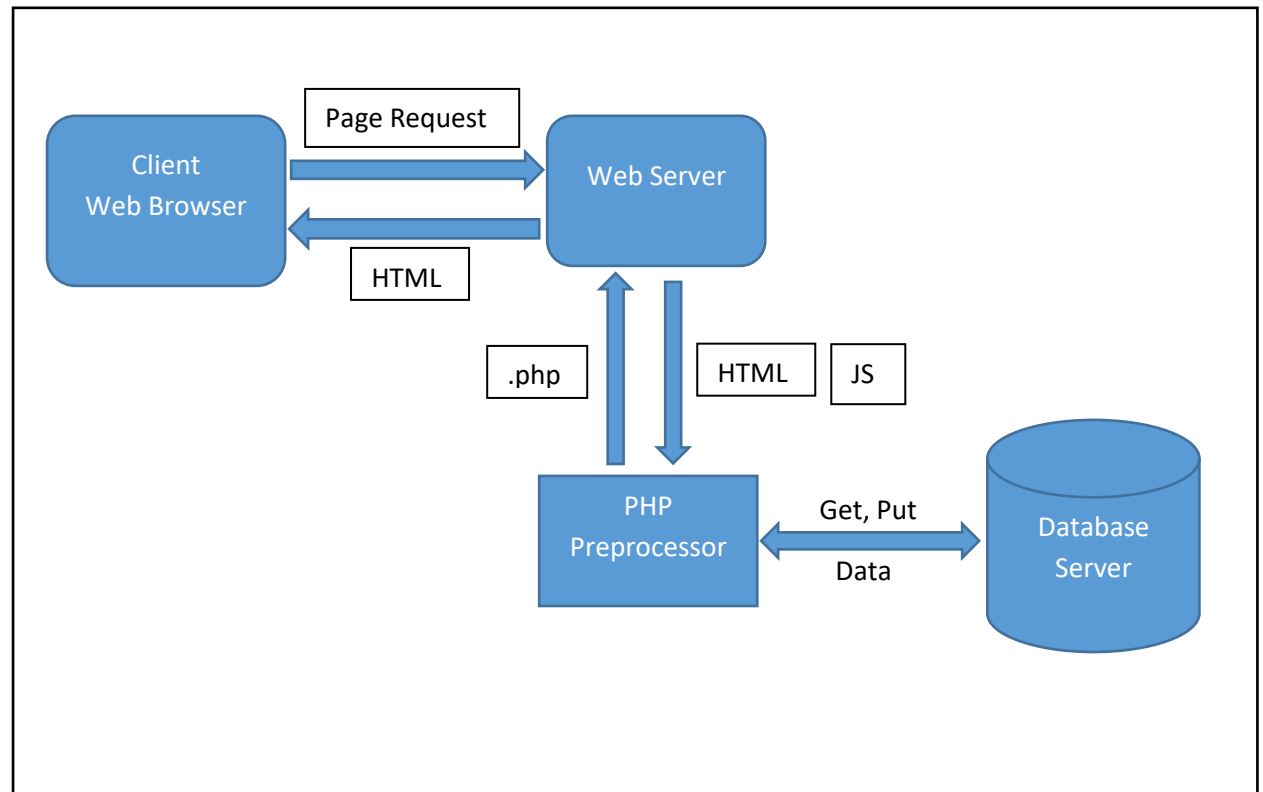 Page Request
Client
Web Browser
Web Server
HTML
.php
HTML
JS
PHP
Preprocessor
Get, Put
Data
Database
Server